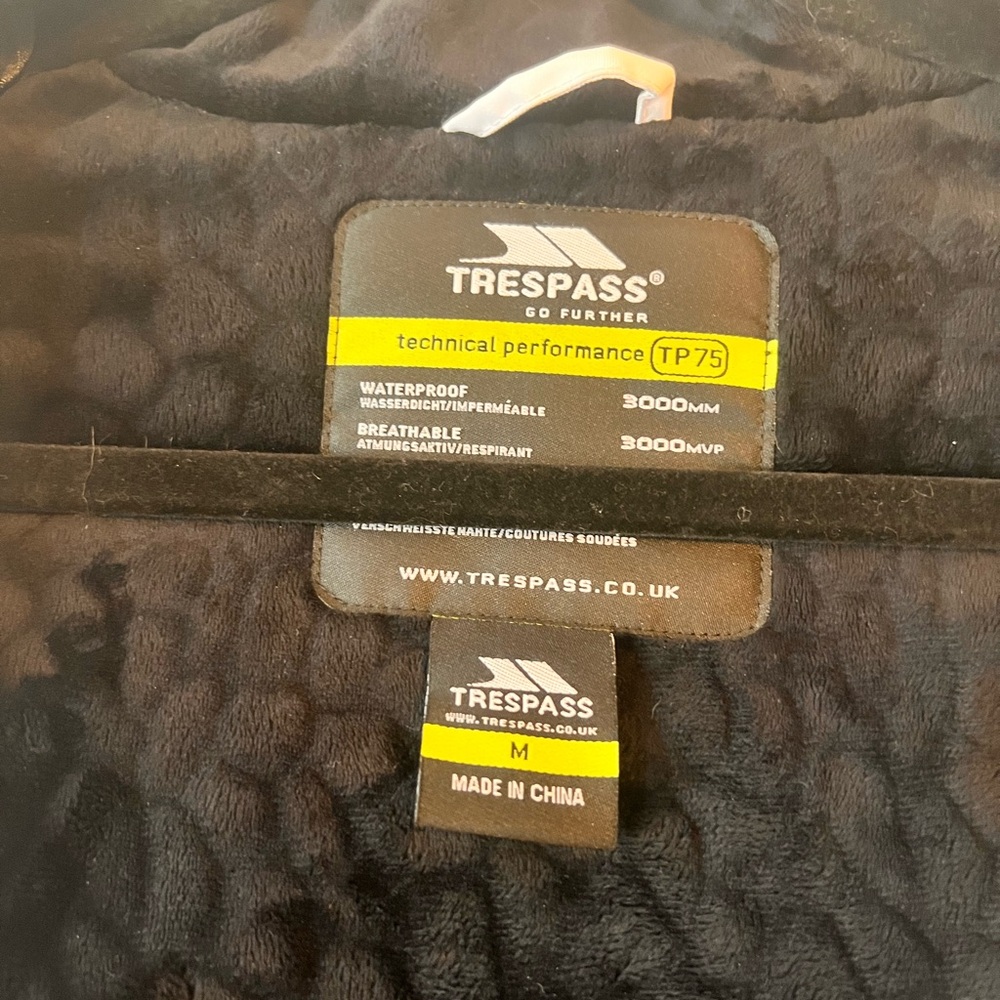 TRESPASS®
GO FURTHER
technical performance TP75
WATERPROOF 3000MM
WASSERDICHT/IMPERMÉABLE
BREATHABLE 3000MVP
ATMUNGSAKTIV/RESPIRANT
VERSCHWEISSTE NÄHTE/COUTURES SOUDÉES
WWW.TRESPASS.CO.UK
TRESPASS
WWW.TRESPASS.CO.UK
M
MADE IN CHINA